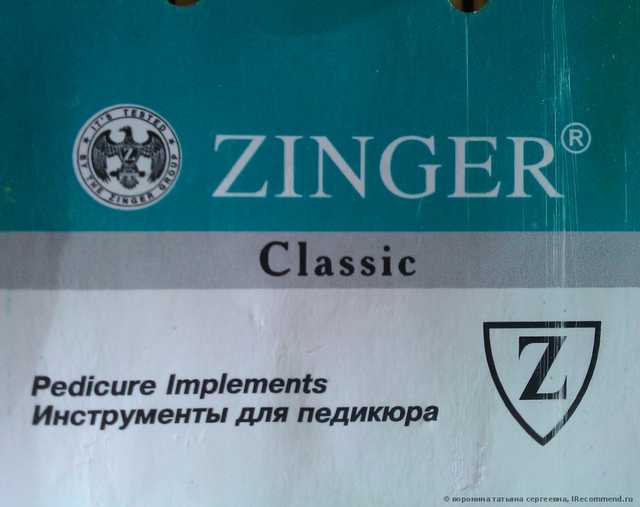 IT'S TESTED
BY THE ZINGER GROUP
Z
ZINGER®
Classic
Z
Pedicure Implements
Инструменты для педикюра
© воронина татьяна сергеевна, IRecommend.ru